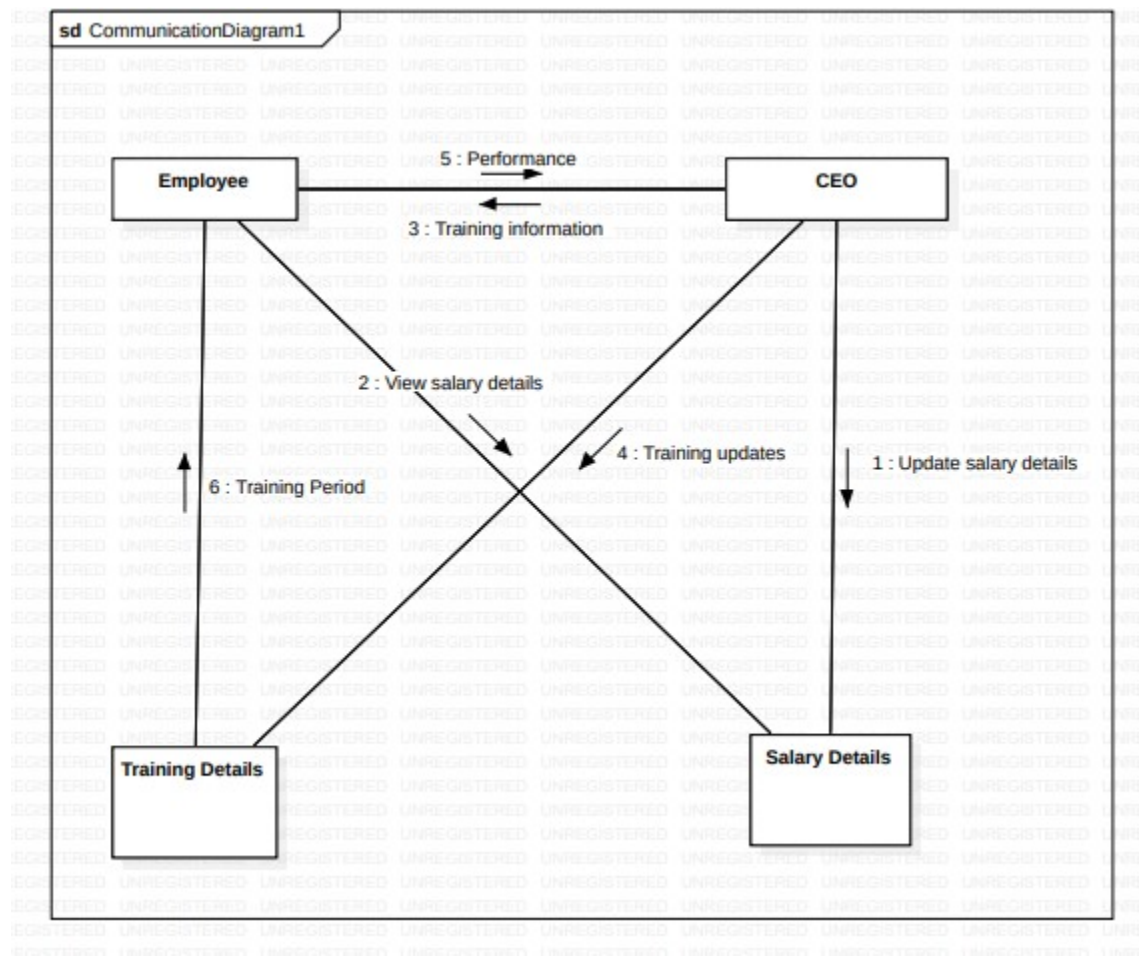 sd CommunicationDiagram1
5 : Performance
Employee
CEO
3 : Training information
2 : View salary details
4 : Training updates
1 : Update salary details
6 : Training Period
Training Details
Salary Details
UNREGISTERED